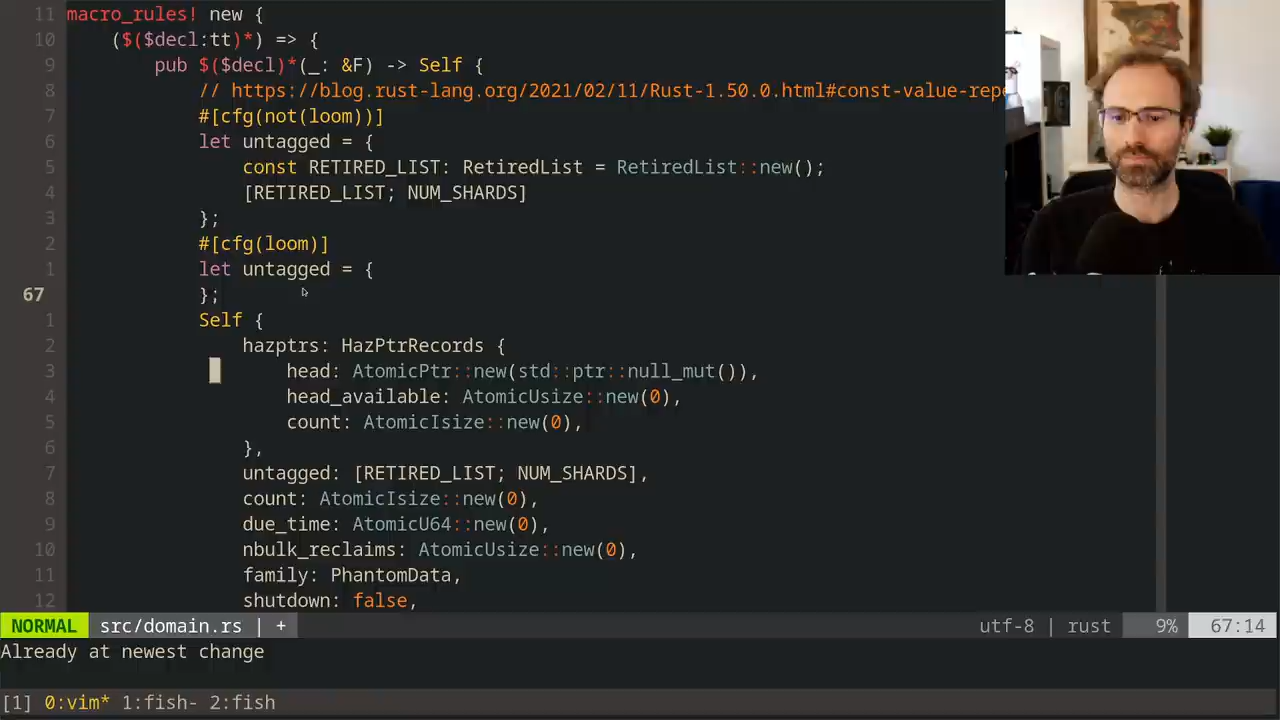 11 macro_rules! new {
10 ($($decl:tt)*) => {
9 pub $($decl)*(_: &F) -> Self {
8 // https://blog.rust-lang.org/2021/02/11/Rust-1.50.0.html#const-value-repe
7 #[cfg(not(loom))]
6 let untagged = {
5 const RETIRED_LIST: RetiredList = RetiredList::new();
4 [RETIRED_LIST; NUM_SHARDS]
3 };
2 #[cfg(loom)]
1 let untagged = {
67 };
1 Self {
2 hazptrs: HazPtrRecords {
3 head: AtomicPtr::new(std::ptr::null_mut()),
4 head_available: AtomicUsize::new(0),
5 count: AtomicIsize::new(0),
6 },
7 untagged: [RETIRED_LIST; NUM_SHARDS],
8 count: AtomicIsize::new(0),
9 due_time: AtomicU64::new(0),
10 nbulk_reclaims: AtomicUsize::new(0),
11 family: PhantomData,
12 shutdown: false,
NORMAL src/domain.rs | + utf-8 | rust 9% 67:14
Already at newest change
[1] 0:vim* 1:fish- 2:fish